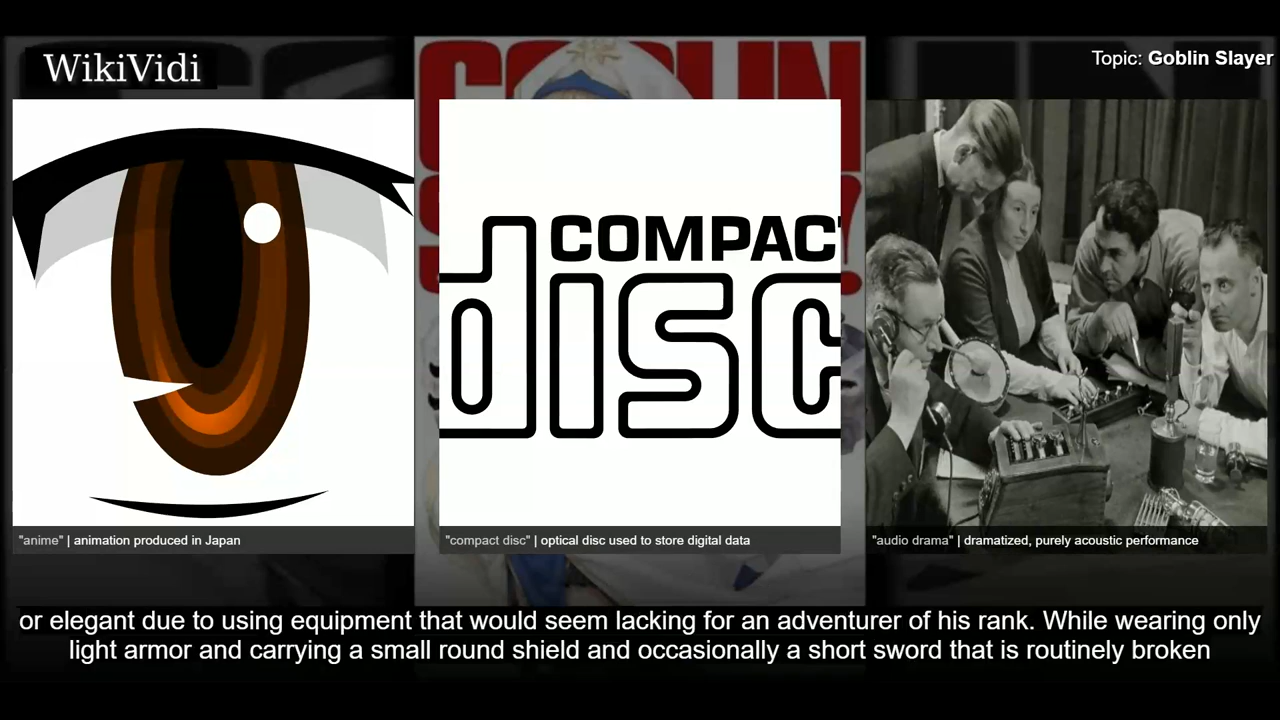 WikiVidi
Topic: Goblin Slayer
GOBLIN
COMPAC
disc
"anime" | animation produced in Japan
"compact disc" | optical disc used to store digital data
"audio drama" | dramatized, purely acoustic performance
or elegant due to using equipment that would seem lacking for an adventurer of his rank. While wearing only
light armor and carrying a small round shield and occasionally a short sword that is routinely broken